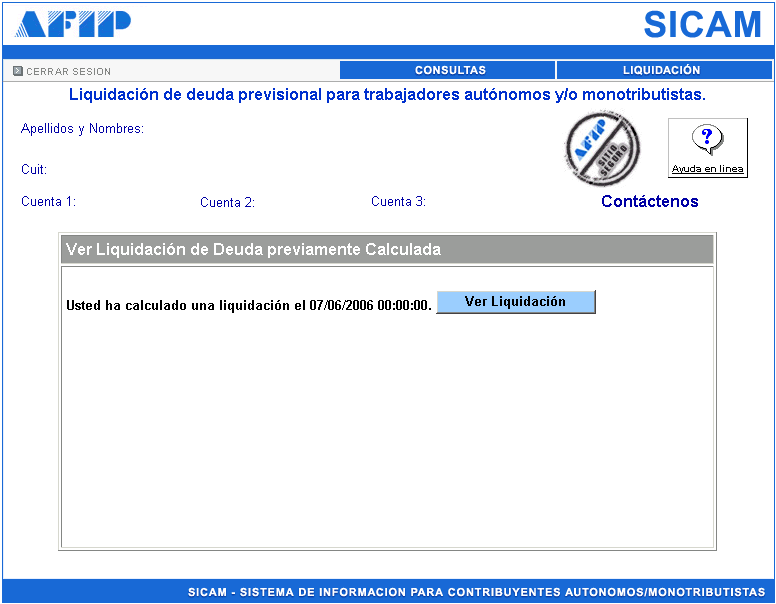 AFIP
SICAM
CERRAR SESION
CONSULTAS
LIQUIDACIÓN
Liquidación de deuda previsional para trabajadores autónomos y/o monotributistas.
Apellidos y Nombres:
AFIP
SITIO
SEGURO
?
Ayuda en linea
Cuit:
Cuenta 1:
Cuenta 2:
Cuenta 3:
Contáctenos
Ver Liquidación de Deuda previamente Calculada
Usted ha calculado una liquidación el 07/06/2006 00:00:00.
Ver Liquidación
SICAM - SISTEMA DE INFORMACION PARA CONTRIBUYENTES AUTONOMOS/MONOTRIBUTISTAS